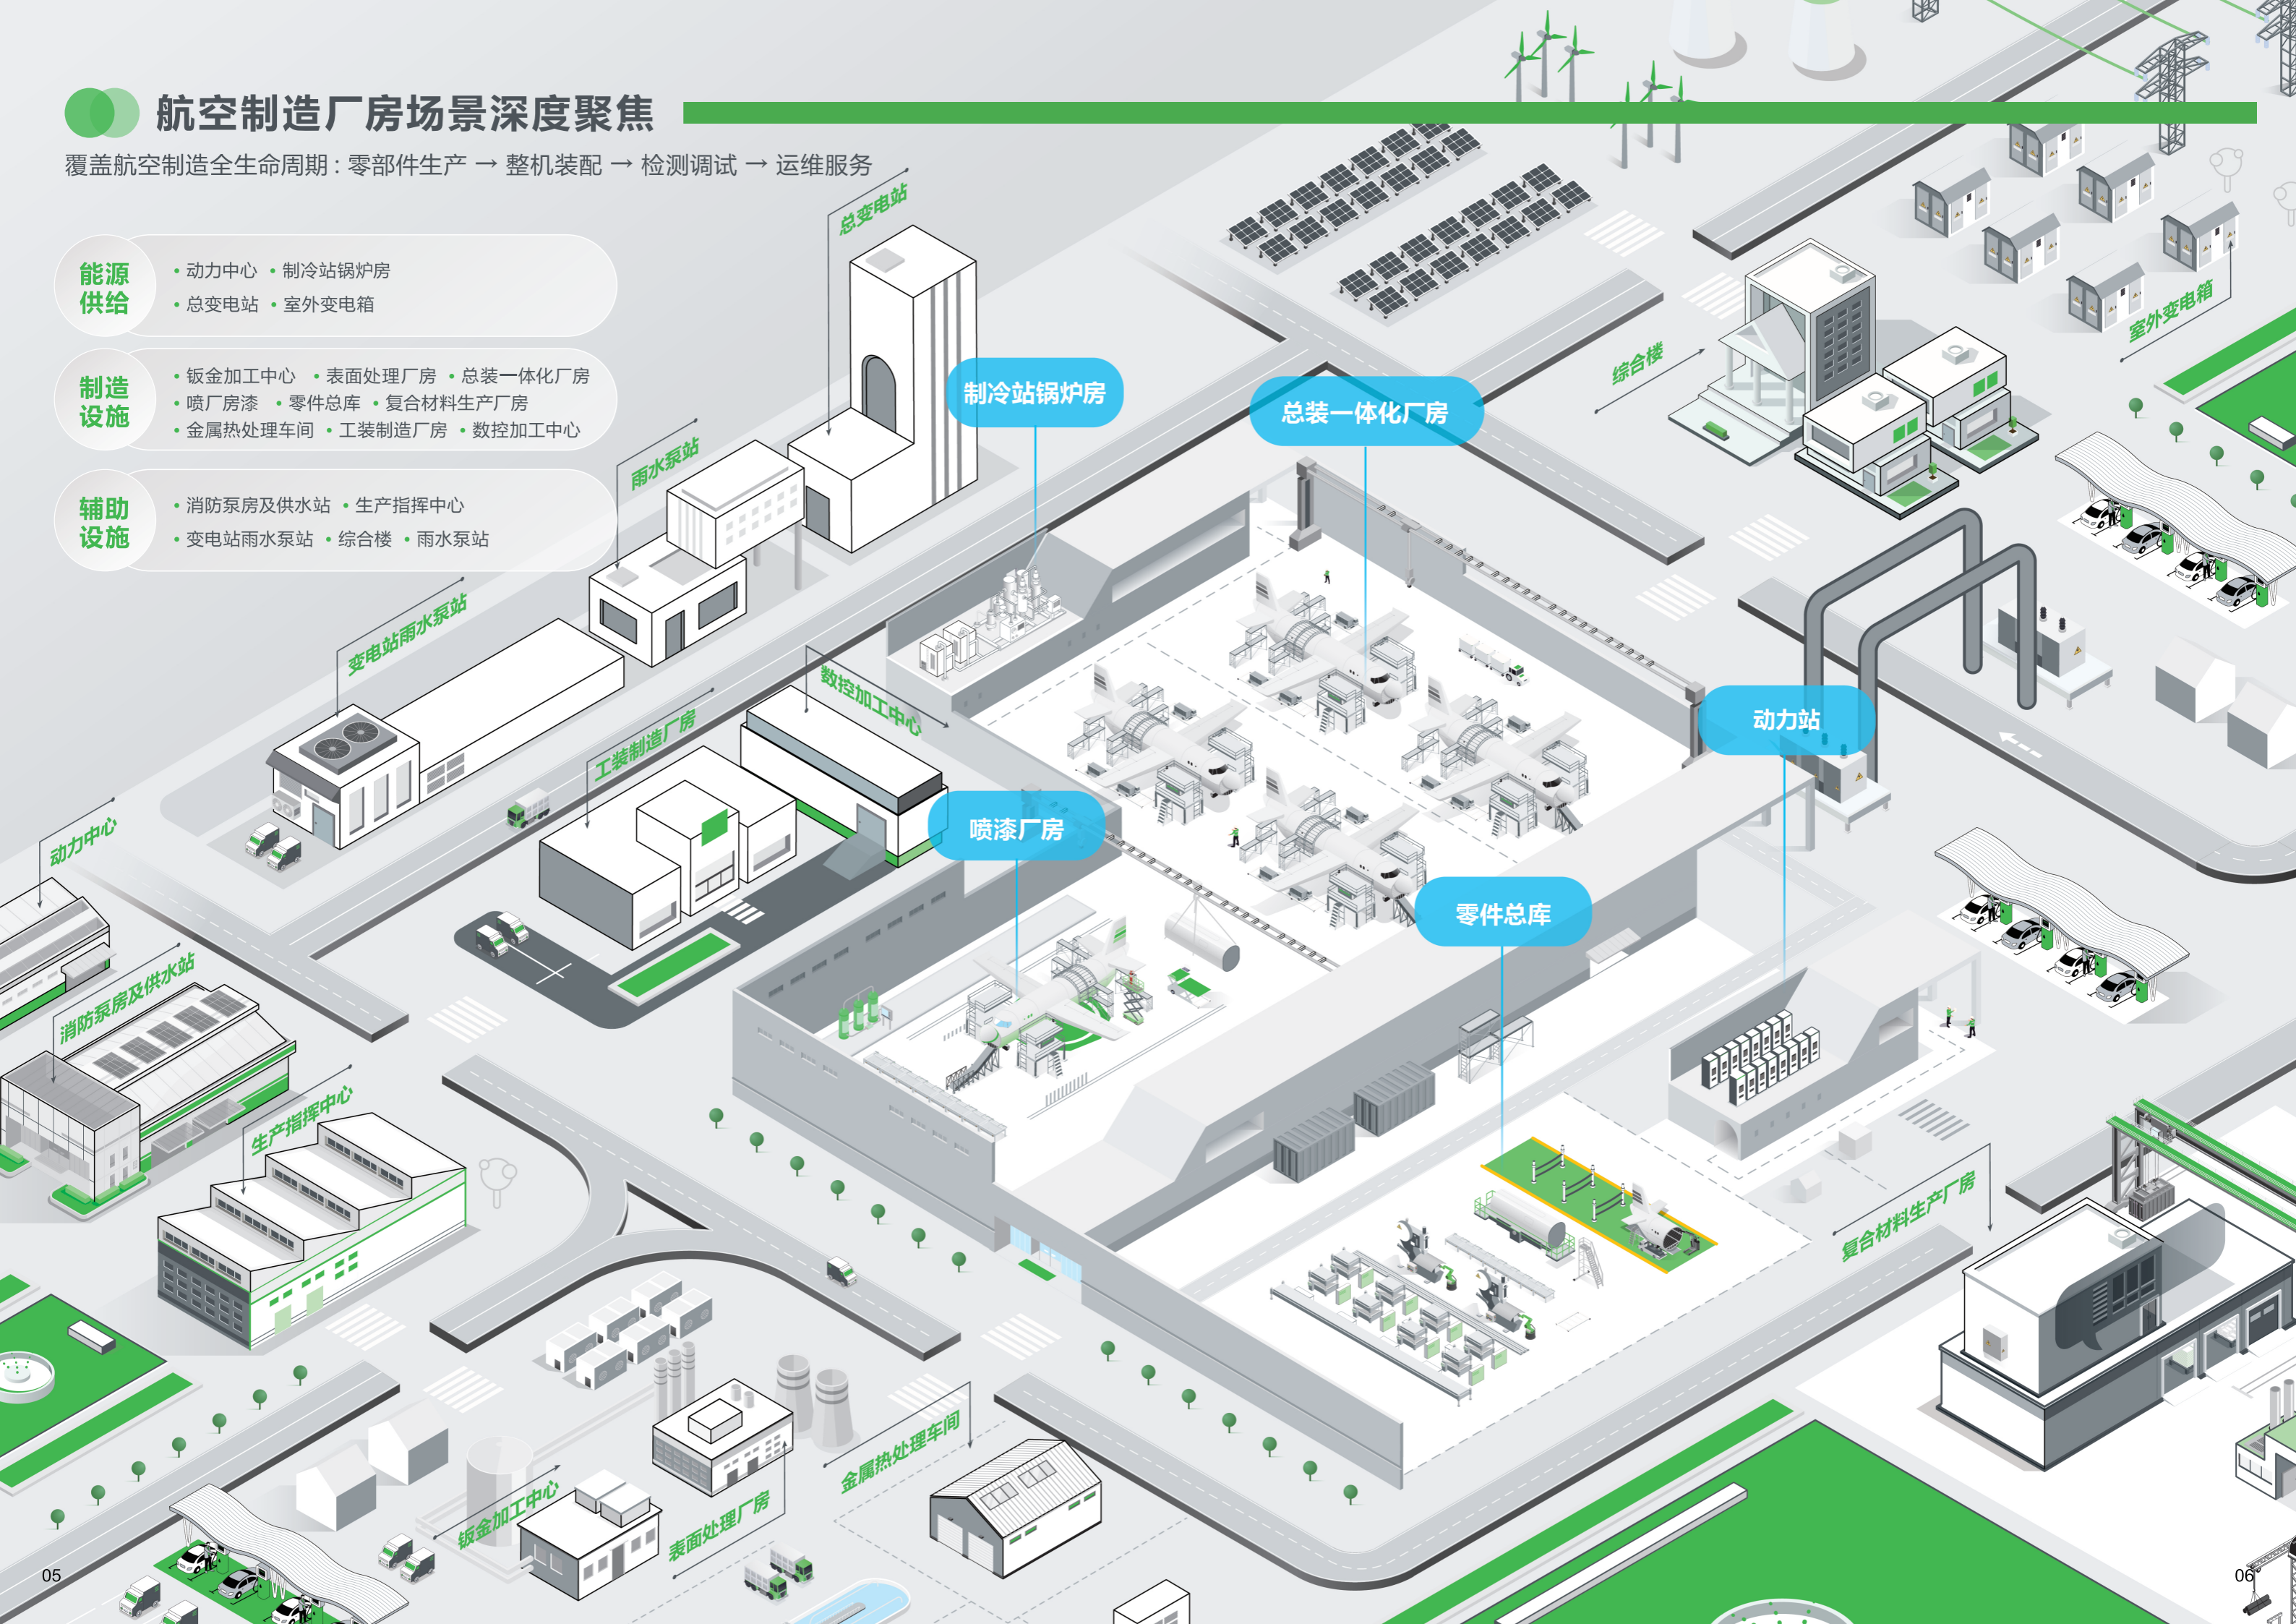 航空制造厂房场景深度聚焦
覆盖航空制造全生命周期 : 零部件生产 → 整机装配 → 检测调试 → 运维服务
能源
供给
• 动力中心 • 制冷站锅炉房
• 总变电站 • 室外变电箱
制造
设施
• 钣金加工中心 • 表面处理厂房 • 总装一体化厂房
• 喷厂房漆 • 零件总库 • 复合材料生产厂房
• 金属热处理车间 • 工装制造厂房 • 数控加工中心
辅助
设施
• 消防泵房及供水站 • 生产指挥中心
• 变电站雨水泵站 • 综合楼 • 雨水泵站
总变电站
雨水泵站
变电站雨水泵站
制冷站锅炉房
总装一体化厂房
综合楼
室外变电箱
数控加工中心
工装制造厂房
动力站
喷漆厂房
零件总库
动力中心
消防泵房及供水站
生产指挥中心
复合材料生产厂房
金属热处理车间
钣金加工中心
表面处理厂房
05
06